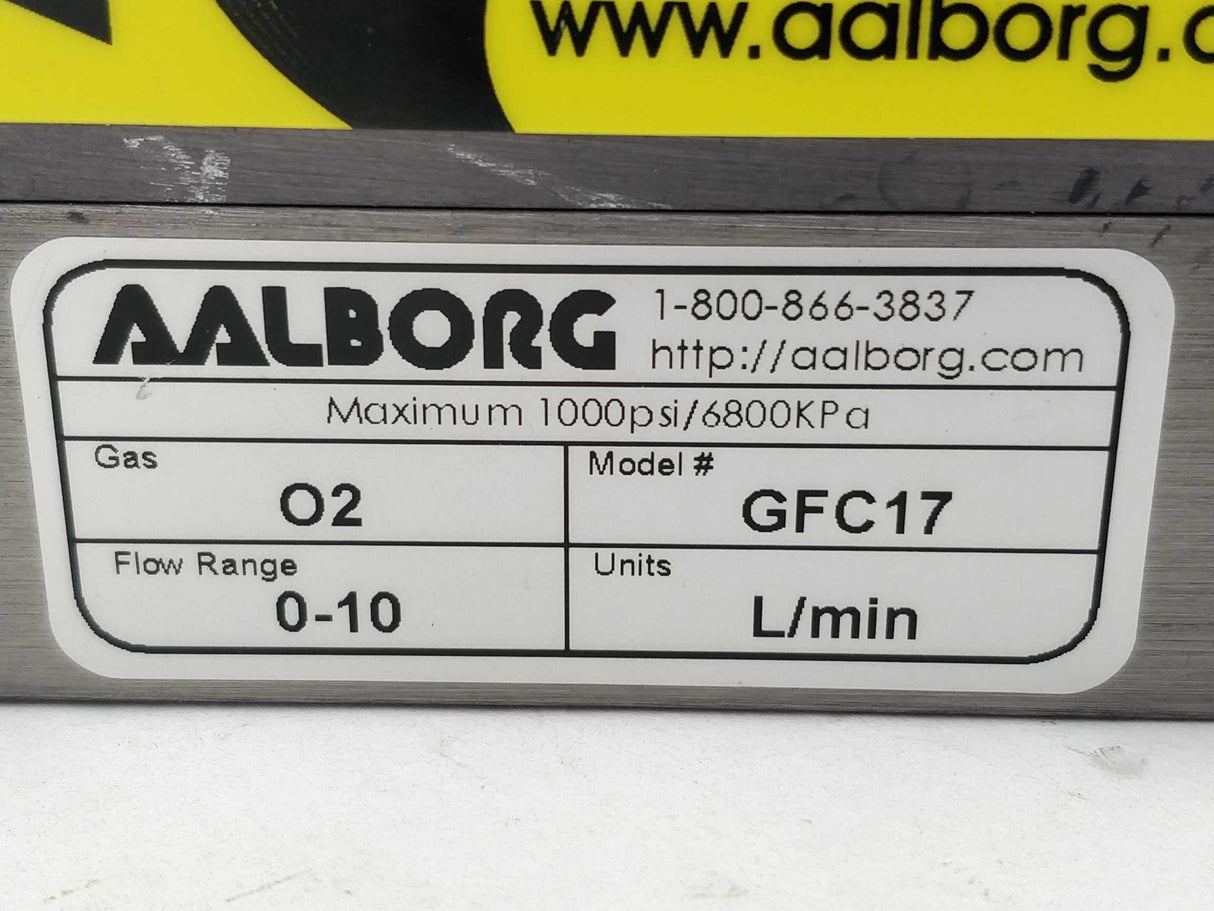 www.aalborg.c
AALBORG
1-800-866-3837
http://aalborg.com
Maximum 1000psi/6800KPa
Gas
O2
Model #
GFC17
Flow Range
0-10
Units
L/min